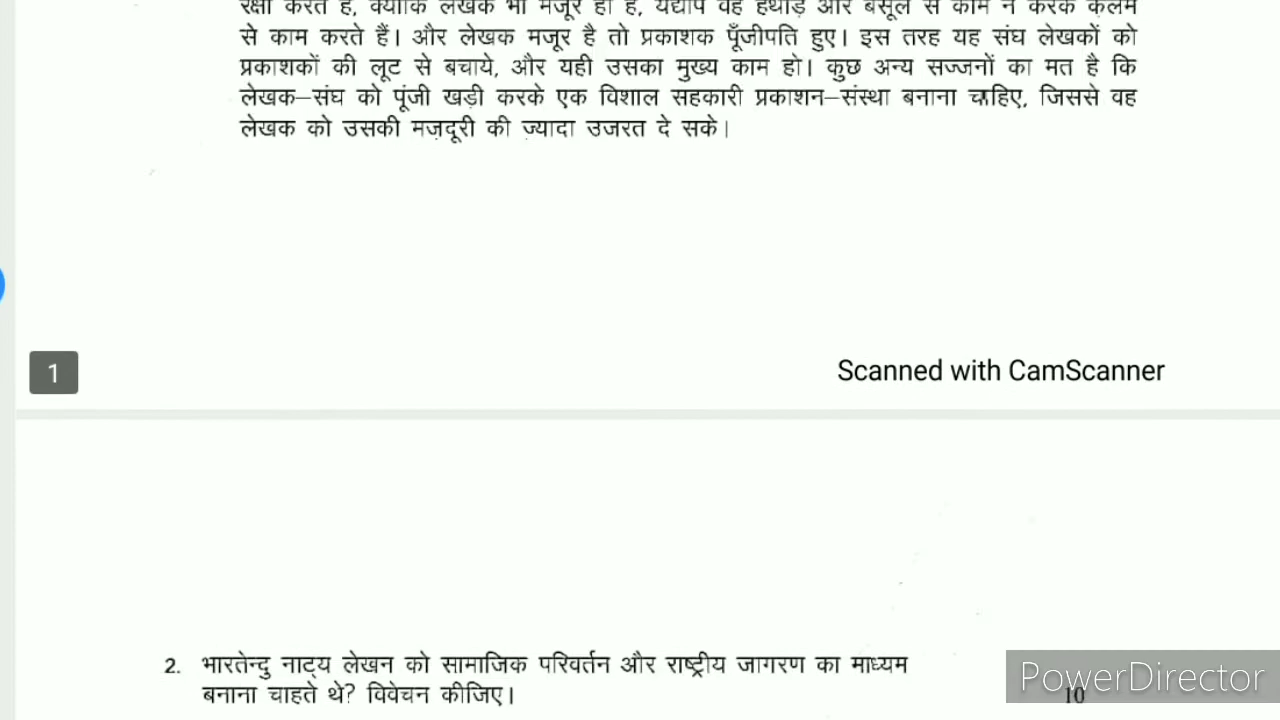 रक्षा करते हैं, क्योंकि लेखक भी मजूर ही है, यद्यपि वह हथौड़े और बसूले से काम न करके क़लम
से काम करते हैं। और लेखक मजूर है तो प्रकाशक पूँजीपति हुए। इस तरह यह संघ लेखकों को
प्रकाशकों की लूट से बचाये, और यही उसका मुख्य काम हो। कुछ अन्य सज्जनों का मत है कि
लेखक–संघ को पूंजी खड़ी करके एक विशाल सहकारी प्रकाशन–संस्था बनाना चाहिए, जिससे वह
लेखक को उसकी मज़दूरी की ज़्यादा उजरत दे सके।
1
Scanned with CamScanner
2. भारतेन्दु नाट्य लेखन को सामाजिक परिवर्तन और राष्ट्रीय जागरण का माध्यम
बनाना चाहते थे? विवेचन कीजिए।
10
PowerDirector